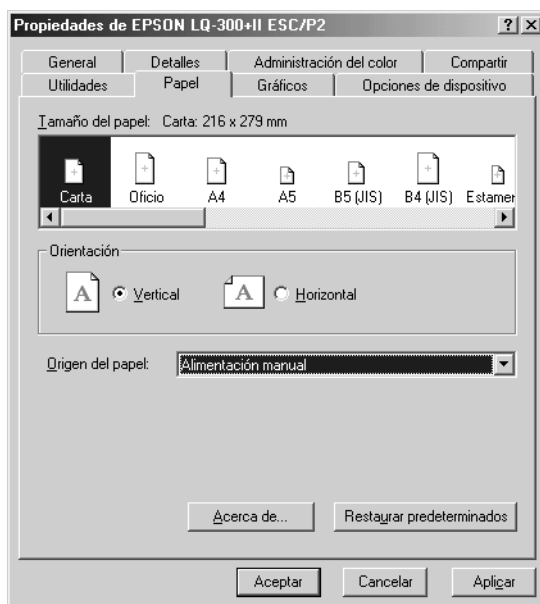 Propiedades de EPSON LQ-300+II ESC/P2
General Detalles Administración del color Compartir
Utilidades Papel Gráficos Opciones de dispositivo
Tamaño del papel: Carta: 216 x 279 mm
Carta Oficio A4 A5 B5 (JIS) B4 (JIS) Estamen
Orientación
A Vertical A Horizontal
Origen del papel: Alimentación manual
Acerca de... Restaurar predeterminados
Aceptar Cancelar Aplicar